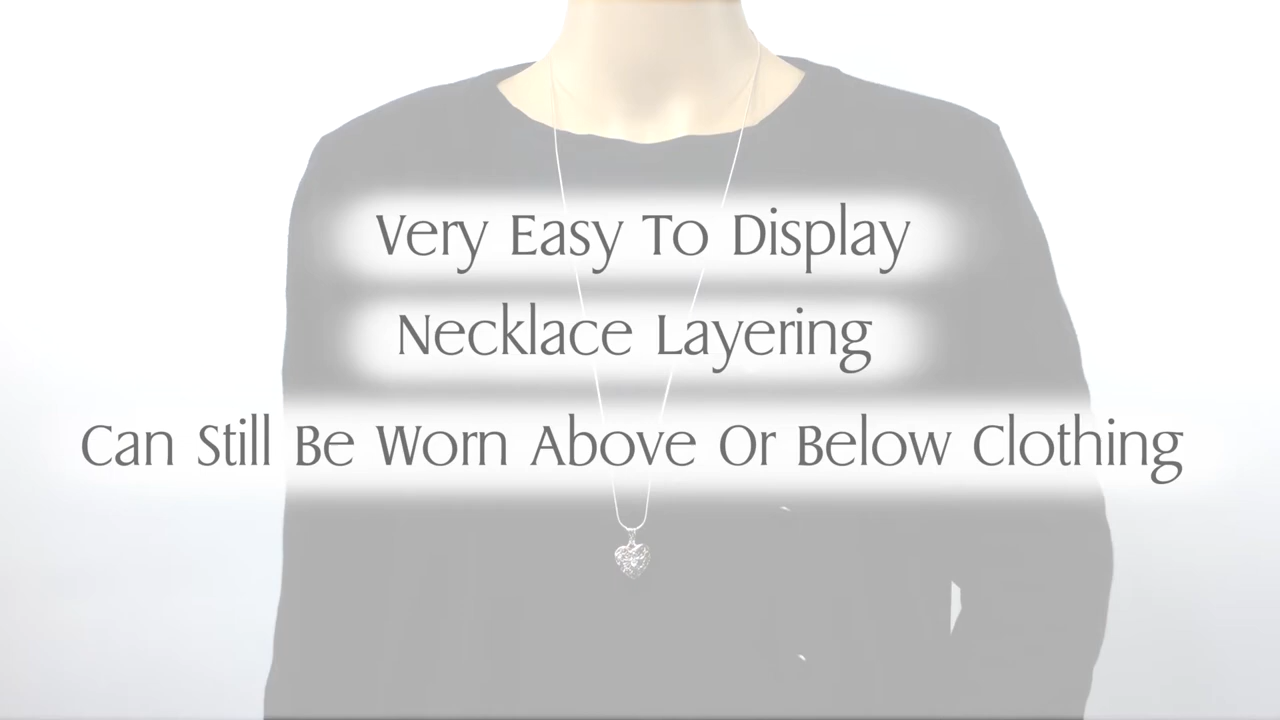 Very Easy To Display
Necklace Layering
Can Still Be Worn Above Or Below Clothing